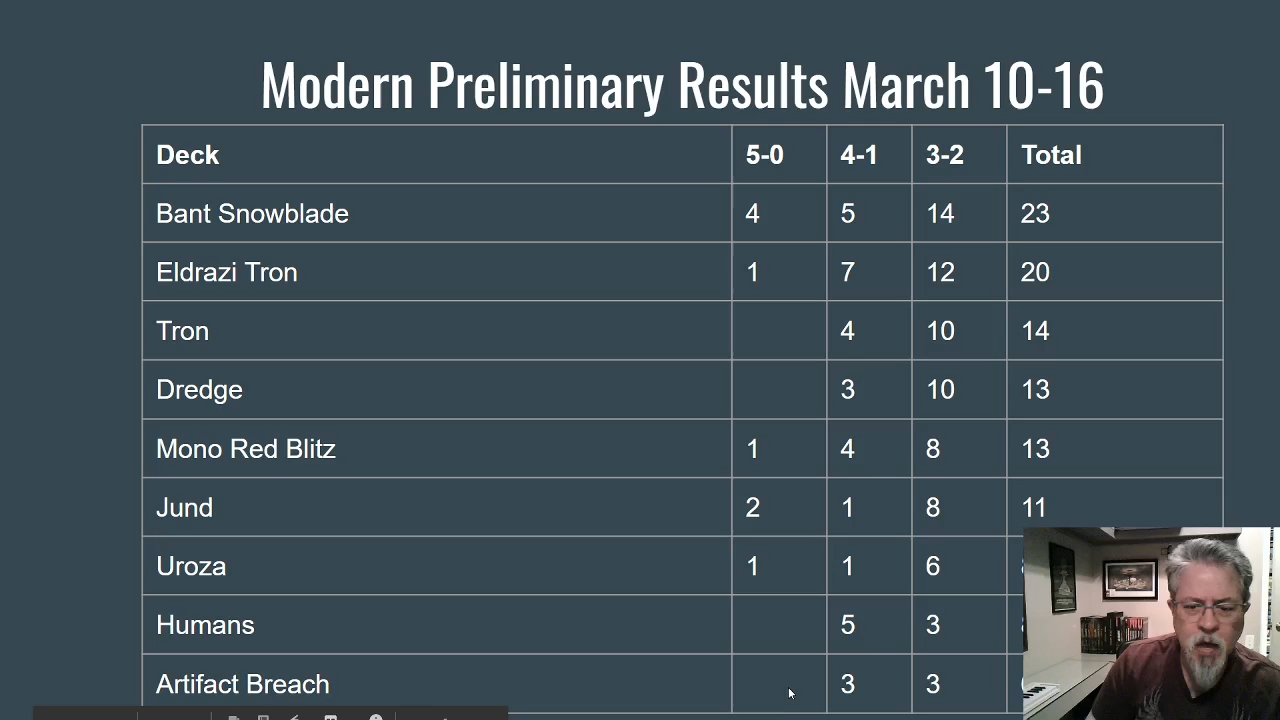 Modern Preliminary Results March 10-16
Deck 5-0 4-1 3-2 Total
Bant Snowblade 4 5 14 23
Eldrazi Tron 1 7 12 20
Tron 4 10 14
Dredge 3 10 13
Mono Red Blitz 1 4 8 13
Jund 2 1 8 11
Uroza 1 1 6
Humans 5 3
Artifact Breach 3 3